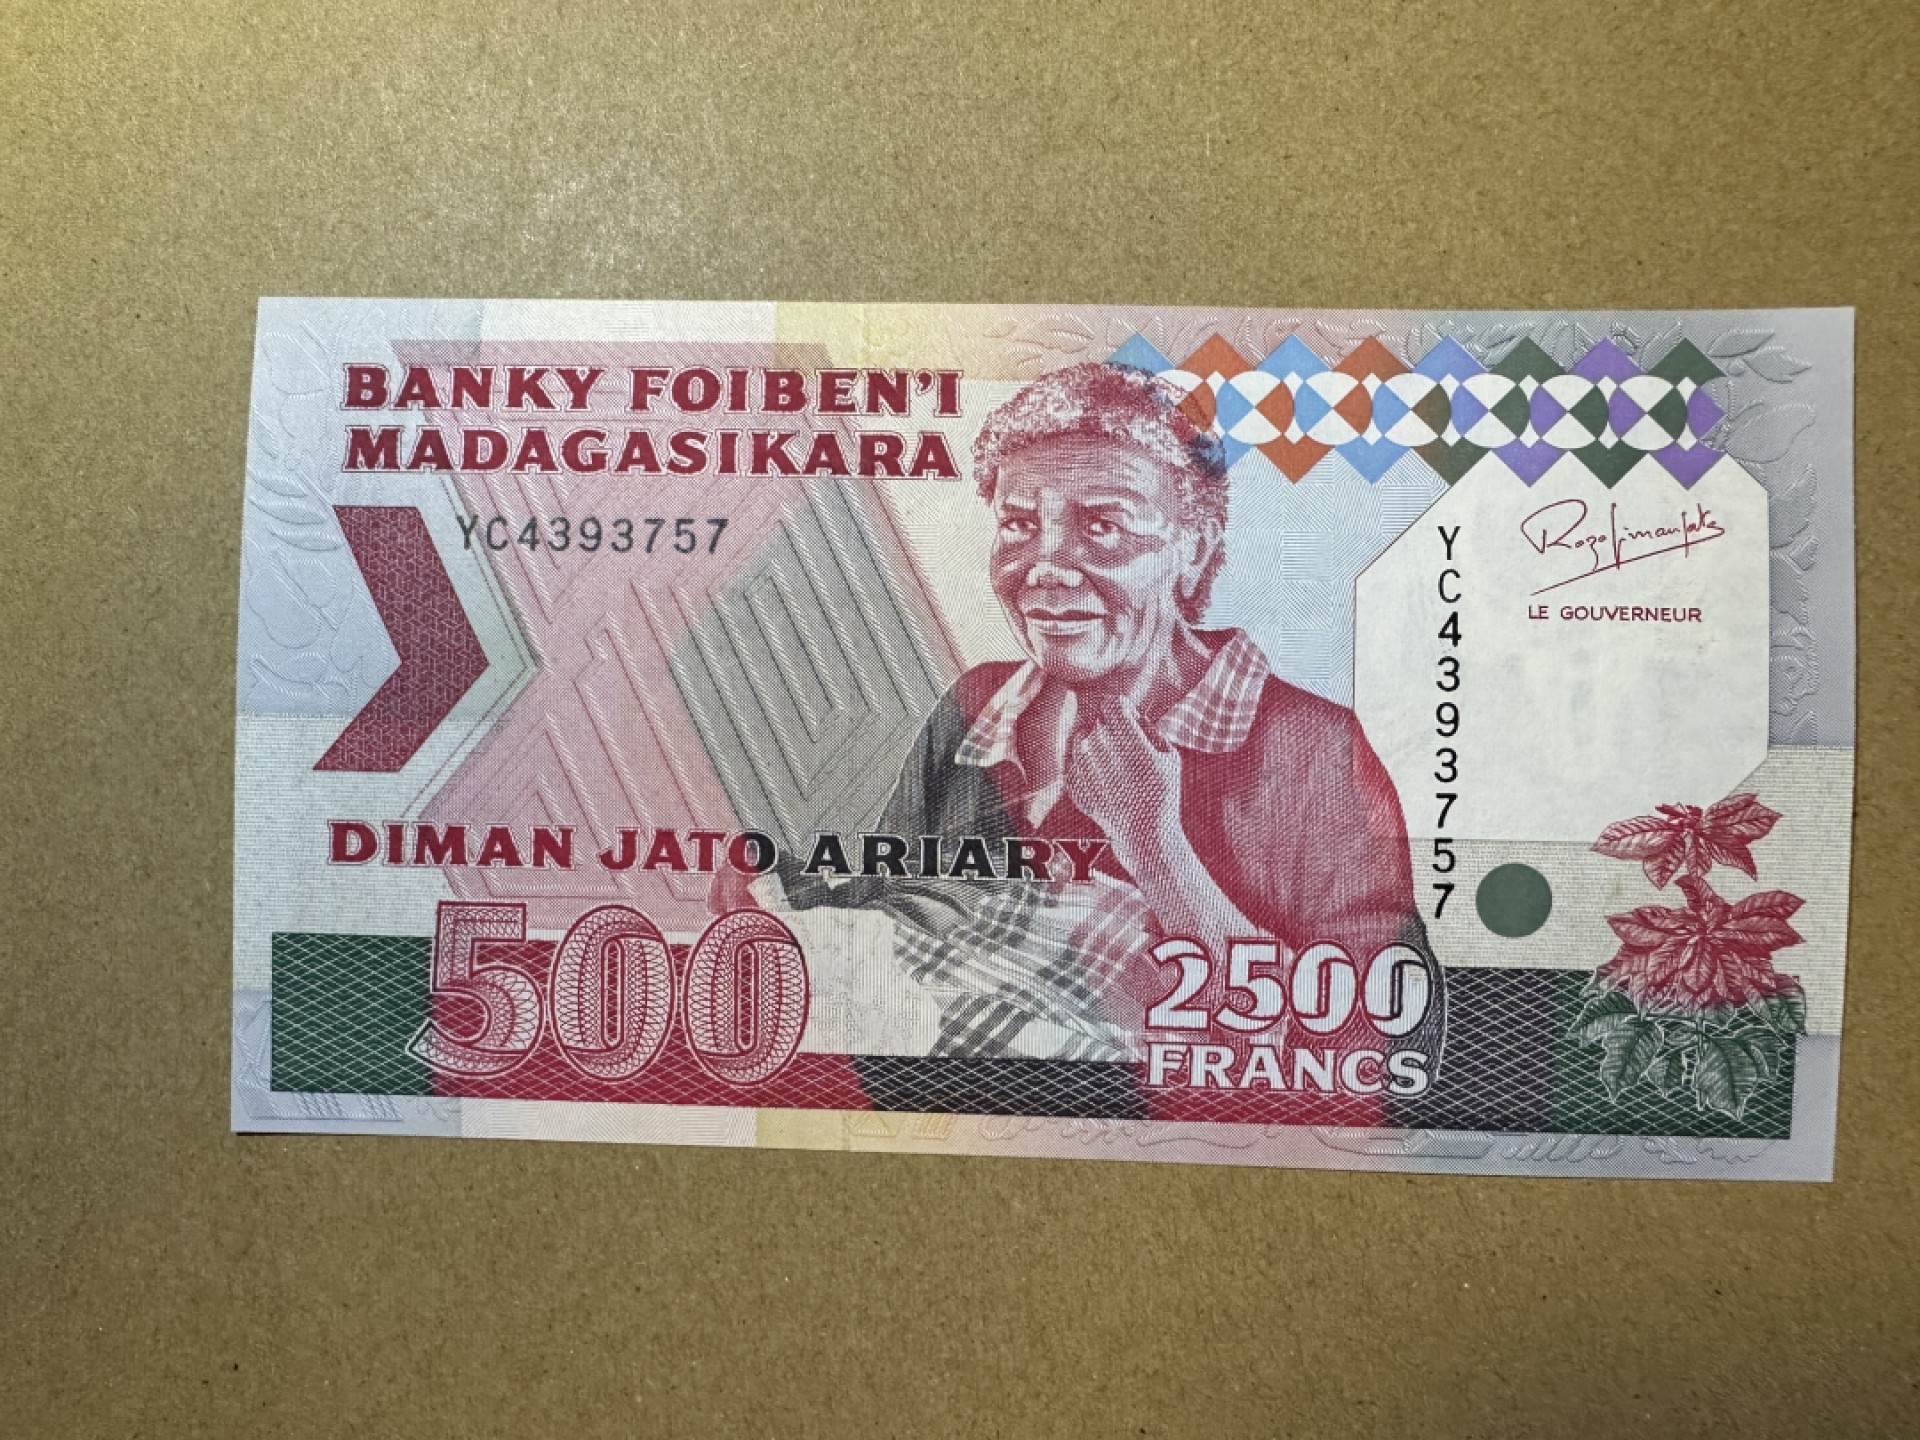 BANKY FOIBEN'I
MADAGASIKARA
YC4393757
YC4393757
LE GOUVERNEUR
DIMAN JATO ARIARY
500
2500
FRANCS